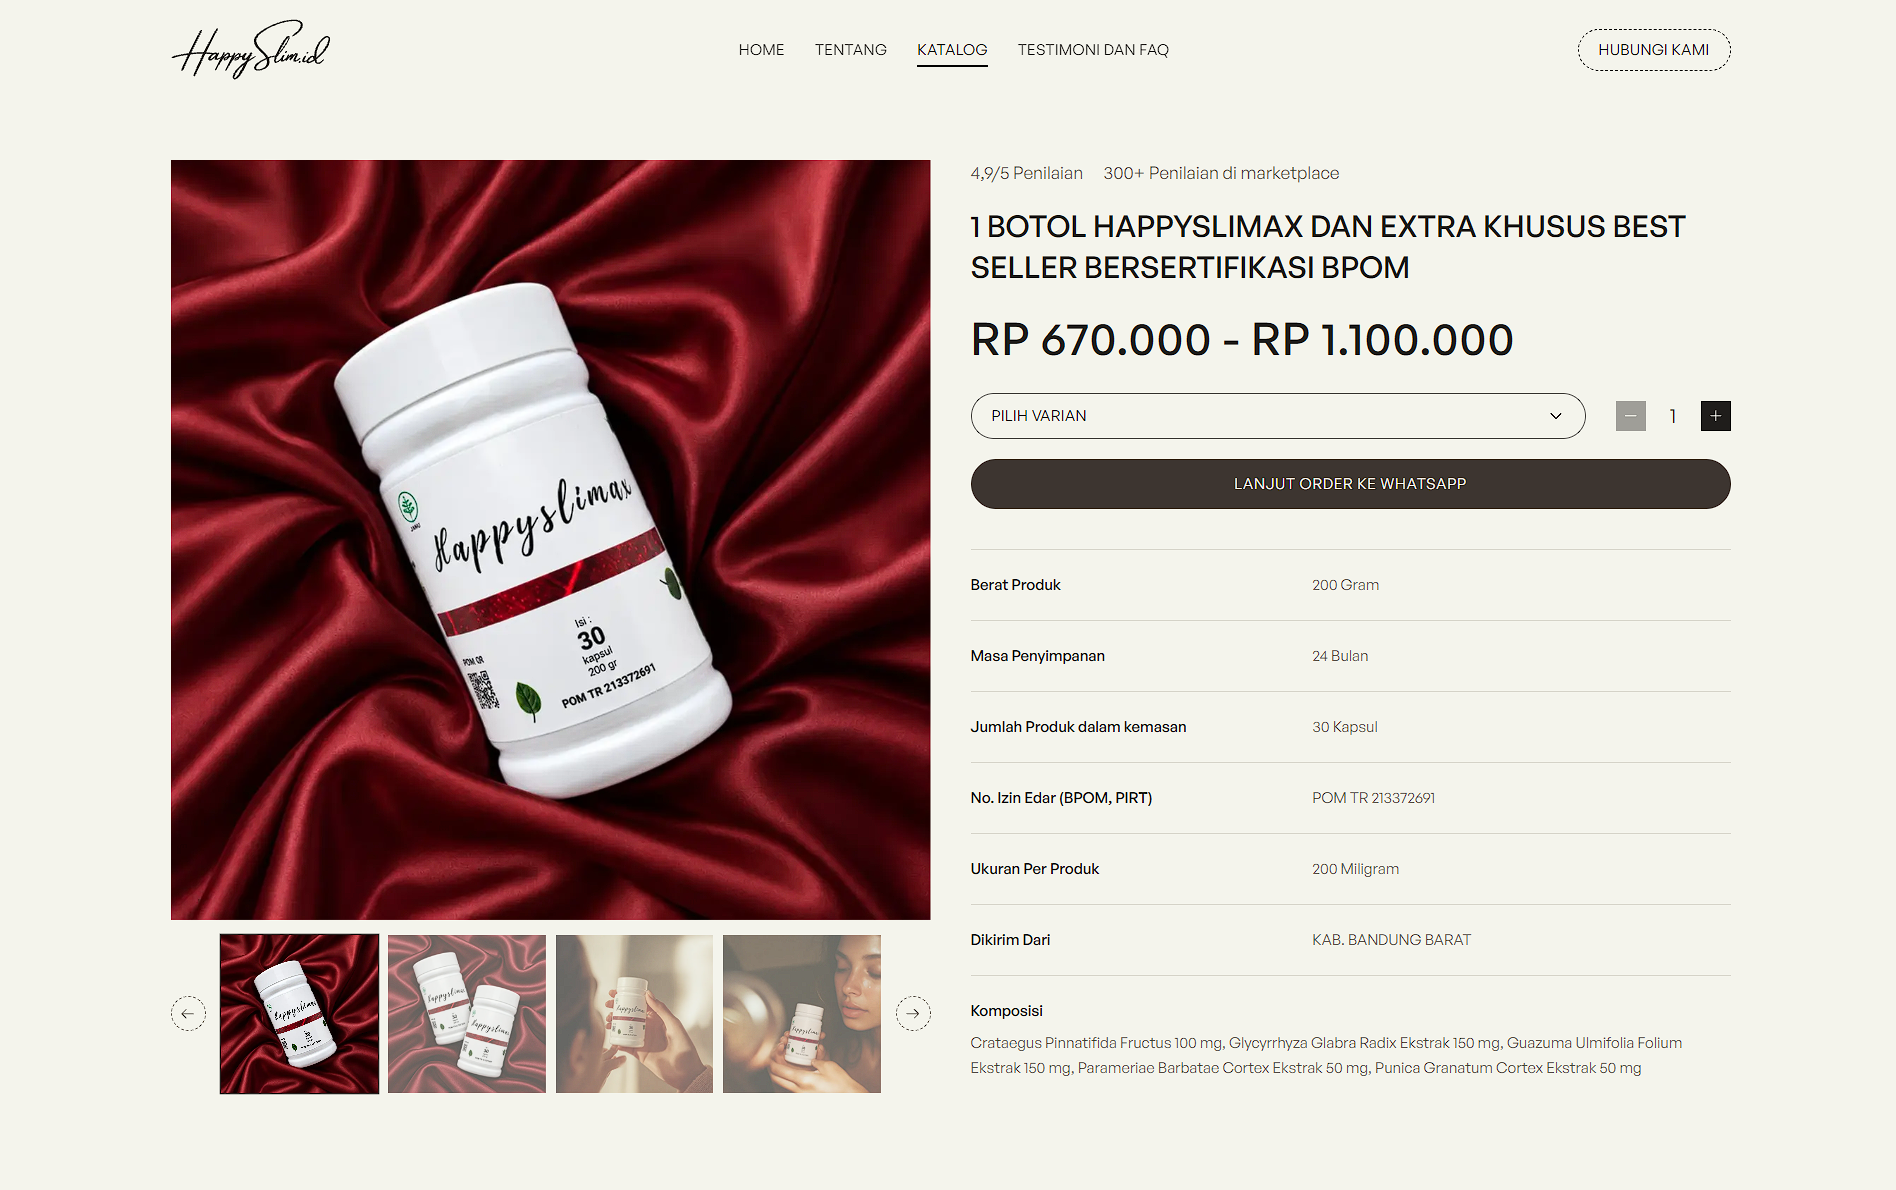 HappySlim.id
HOME
TENTANG
KATALOG
TESTIMONI DAN FAQ
HUBUNGI KAMI
4,9/5 Penilaian
300+ Penilaian di marketplace
1 BOTOL HAPPYSLIMAX DAN EXTRA KHUSUS BEST
SELLER BERSERTIFIKASI BPOM
RP 670.000 - RP 1.100.000
PILIH VARIAN
1
LANJUT ORDER KE WHATSAPP
JAMU
Happyslimax
Isi :
30
kapsul
200 gr
POM QR
POM TR 213372691
Berat Produk
200 Gram
Masa Penyimpanan
24 Bulan
Jumlah Produk dalam kemasan
30 Kapsul
No. Izin Edar (BPOM, PIRT)
POM TR 213372691
Ukuran Per Produk
200 Miligram
Dikirim Dari
KAB. BANDUNG BARAT
Komposisi
Crataegus Pinnatifida Fructus 100 mg, Glycyrrhyza Glabra Radix Ekstrak 150 mg, Guazuma Ulmifolia Folium
Ekstrak 150 mg, Parameriae Barbatae Cortex Ekstrak 50 mg, Punica Granatum Cortex Ekstrak 50 mg
Happyslimax
Happyslimax
Happyslimax
Happyslimax
Happyslimax